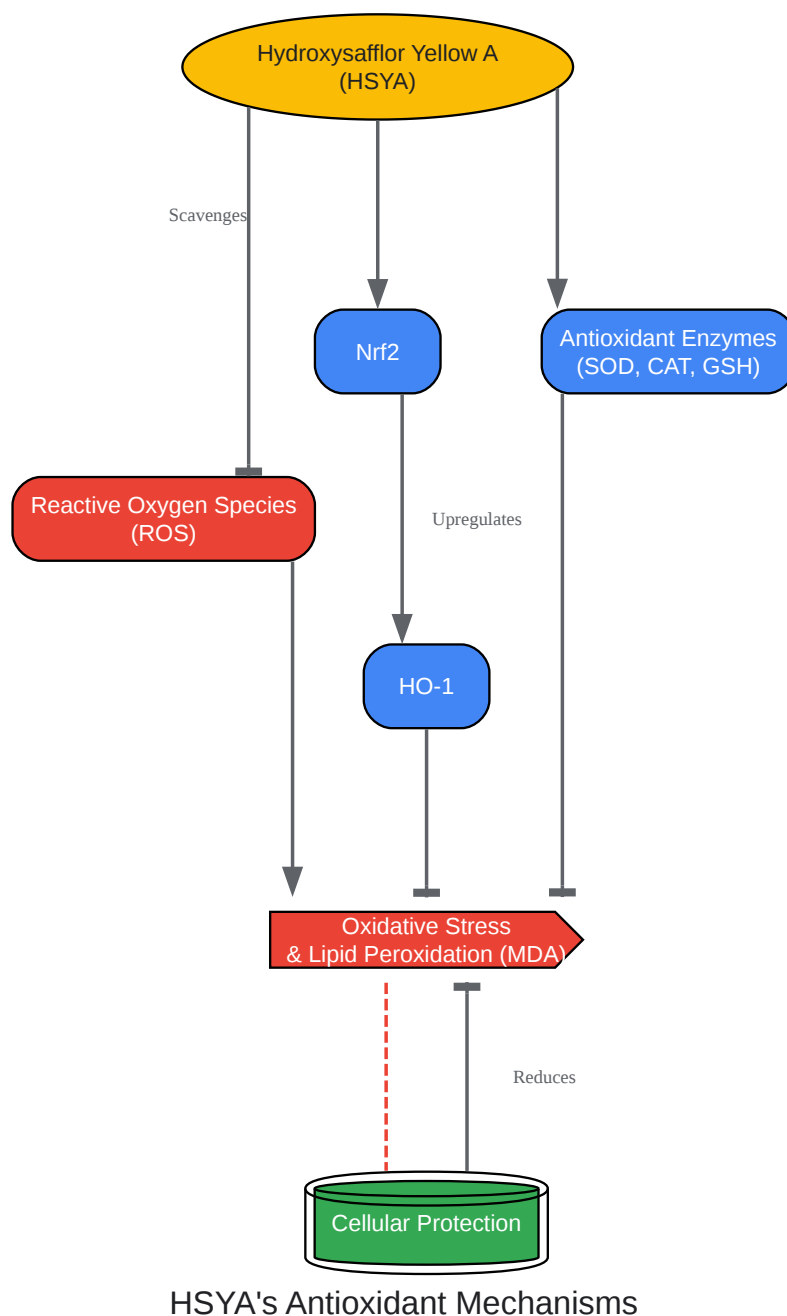 Hydroxysafflor Yellow A
(HSYA)
Scavenges
Nrf2
Antioxidant Enzymes
(SOD, CAT, GSH)
Reactive Oxygen Species
(ROS)
Upregulates
HO-1
Oxidative Stress
& Lipid Peroxidation (MDA)
Reduces
Cellular Protection
HSYA's Antioxidant Mechanisms